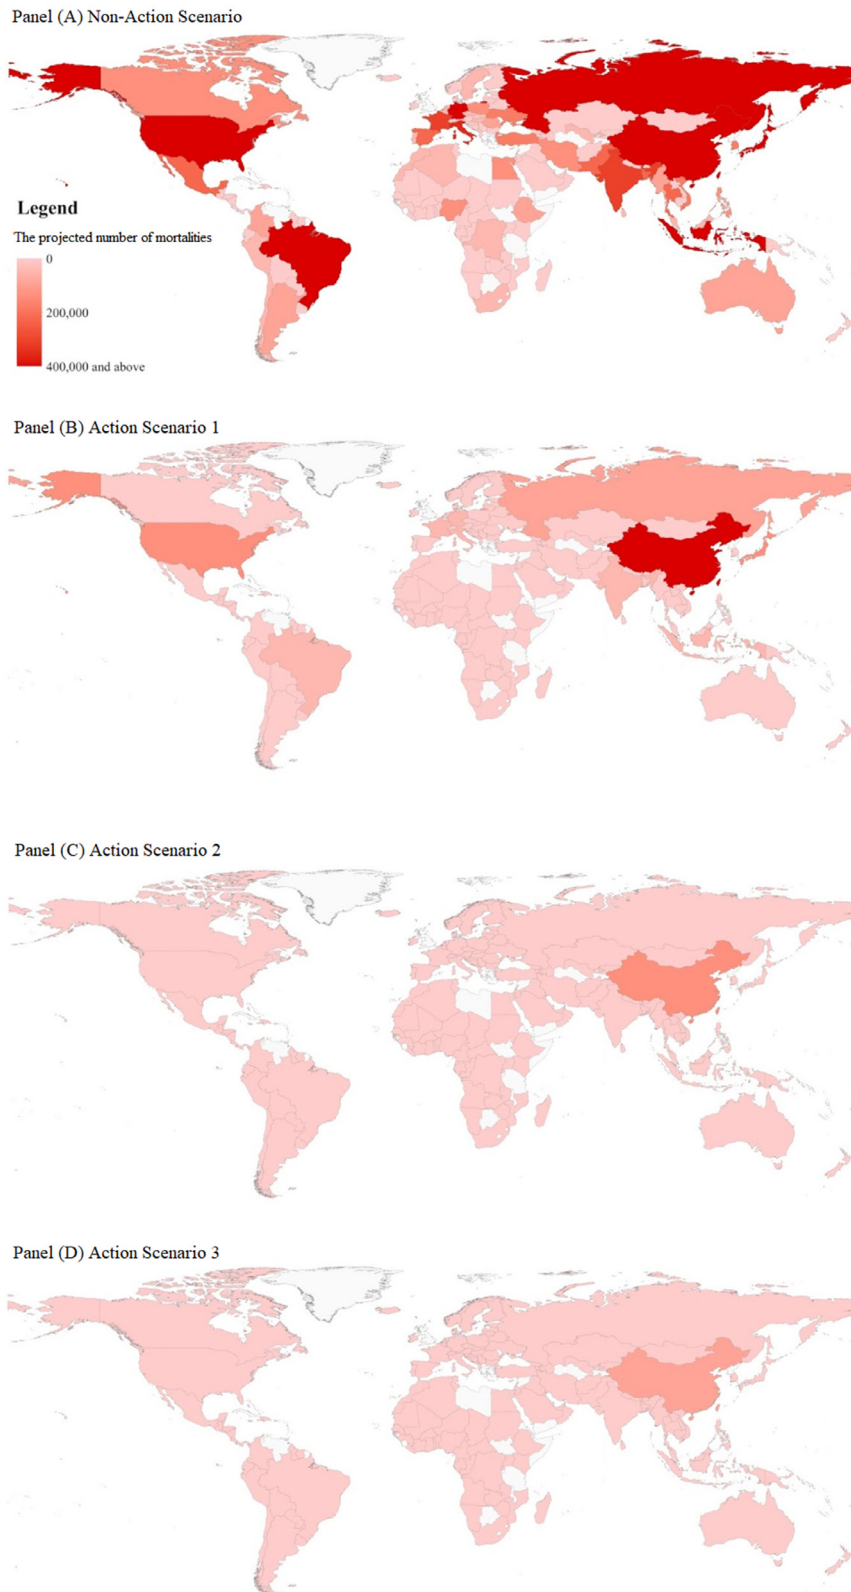 Panel (A) Non-Action Scenario
Legend
The projected number of mortalities
0
200,000
400,000 and above
Panel (B) Action Scenario 1
Panel (C) Action Scenario 2
Panel (D) Action Scenario 3